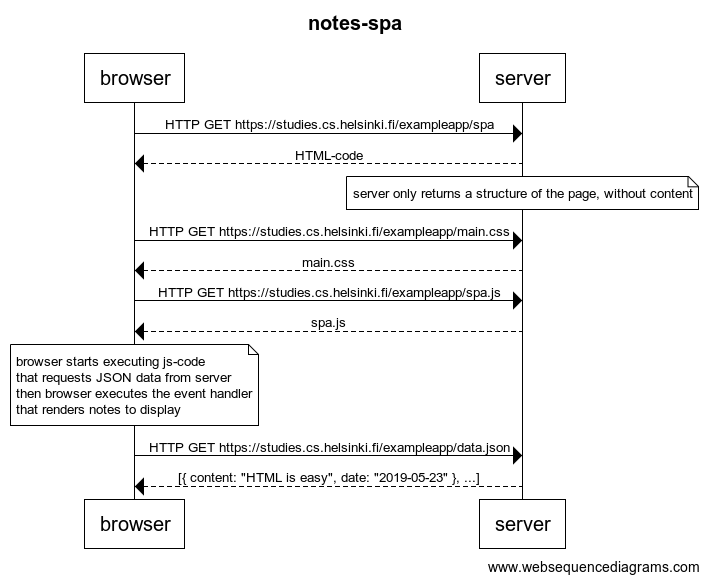 notes-spa
browser
server
HTTP GET https://studies.cs.helsinki.fi/exampleapp/spa
HTML-code
server only returns a structure of the page, without content
HTTP GET https://studies.cs.helsinki.fi/exampleapp/main.css
main.css
HTTP GET https://studies.cs.helsinki.fi/exampleapp/spa.js
spa.js
browser starts executing js-code
that requests JSON data from server
then browser executes the event handler
that renders notes to display
HTTP GET https://studies.cs.helsinki.fi/exampleapp/data.json
[{ content: "HTML is easy", date: "2019-05-23" }, ...]
browser
server
www.websequencediagrams.com